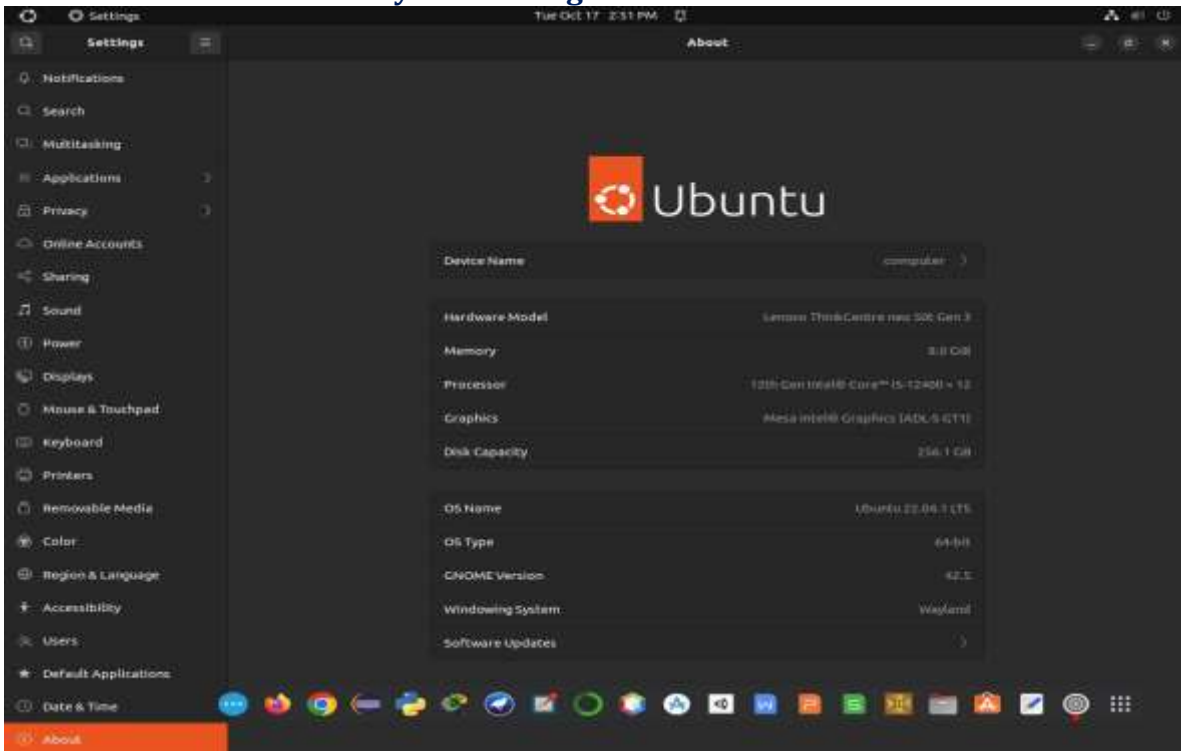 Settings
Tue Oct 17 2:51 PM
Settings
About
Notifications
Search
Multitasking
Applications
Privacy
Online Accounts
Sharing
Sound
Power
Displays
Mouse & Touchpad
Keyboard
Printers
Removable Media
Color
Region & Language
Accessibility
Users
Default Applications
Date & Time
About
Ubuntu
Device Name computer
Hardware Model Lenovo ThinkCentre neo 50t Gen 3
Memory 8.0 GiB
Processor 12th Gen Intel® Core™ i5-12400 × 12
Graphics Mesa Intel® Graphics (ADL-S GT1)
Disk Capacity 256.1 GB
OS Name Ubuntu 22.04.1 LTS
OS Type 64-bit
GNOME Version 42.5
Windowing System Wayland
Software Updates